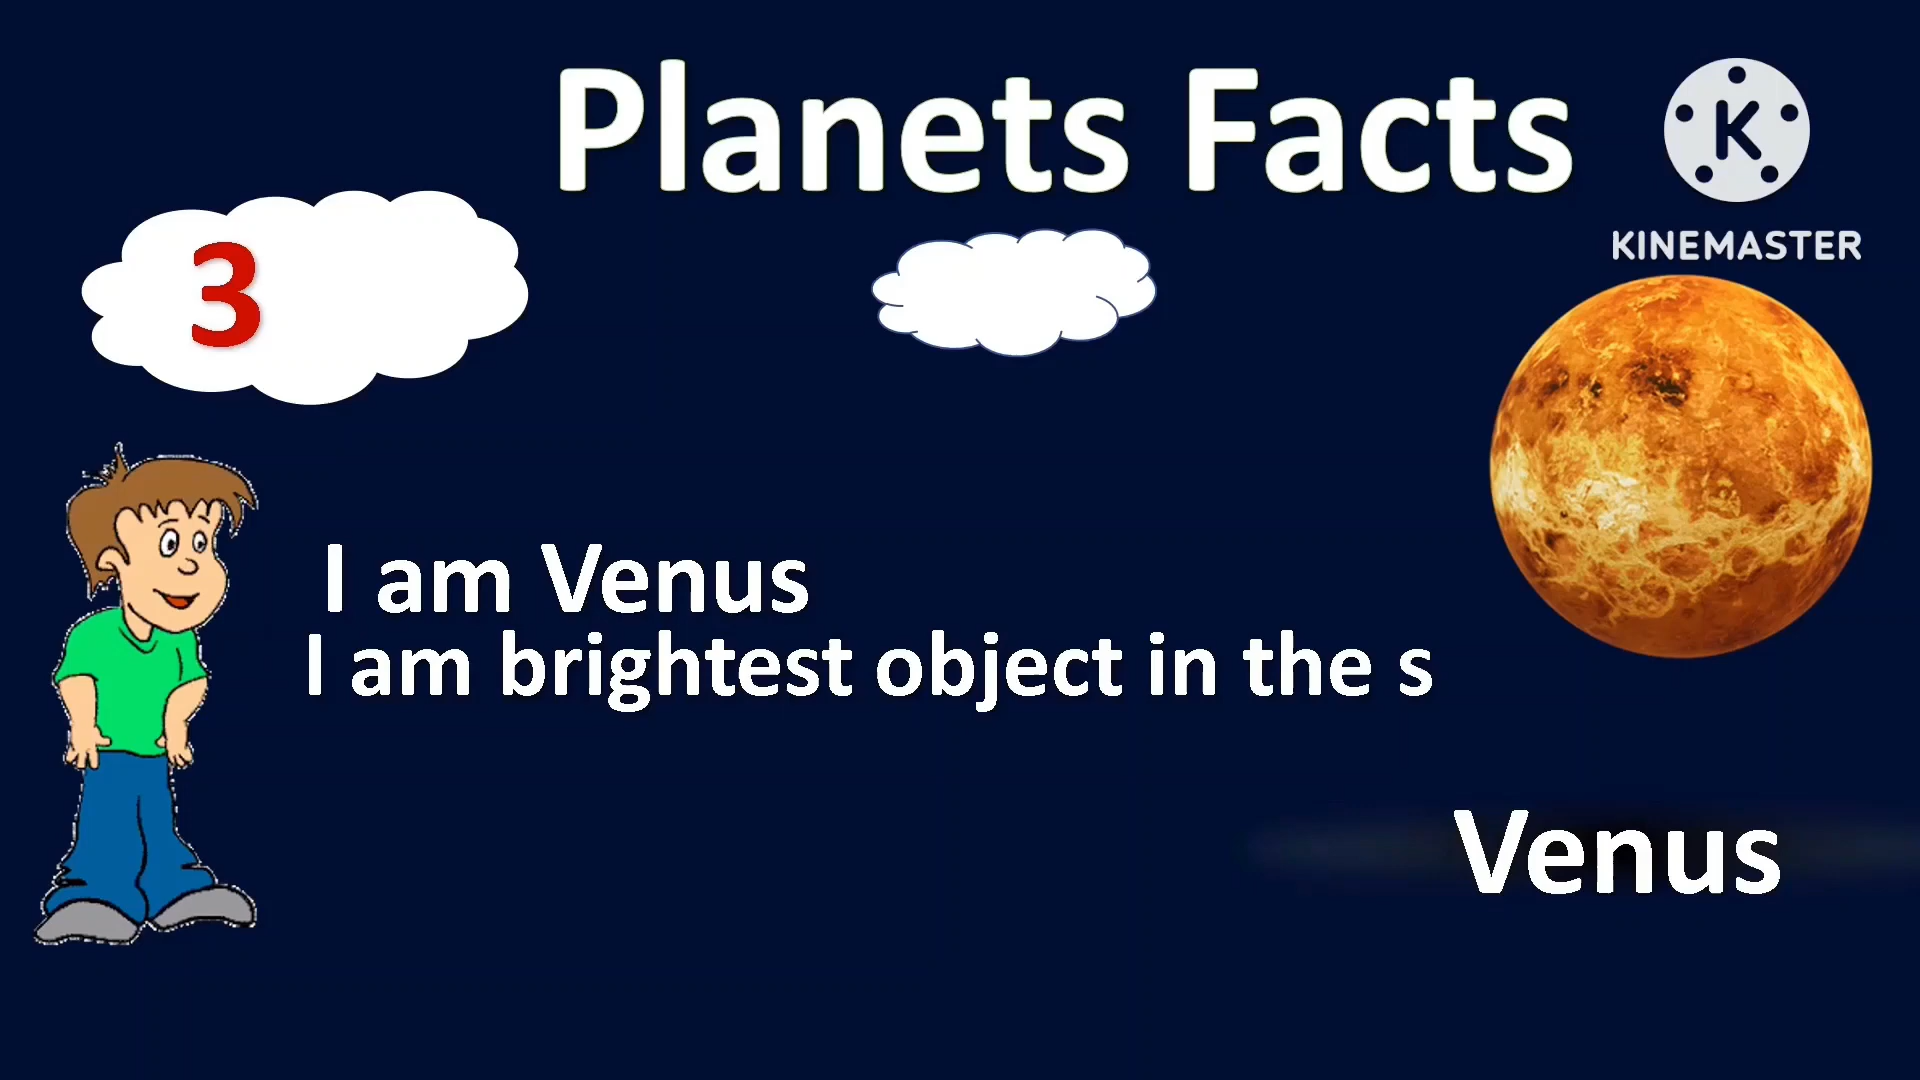 Planets Facts
K
KINEMASTER
3
I am Venus
I am brightest object in the s
Venus